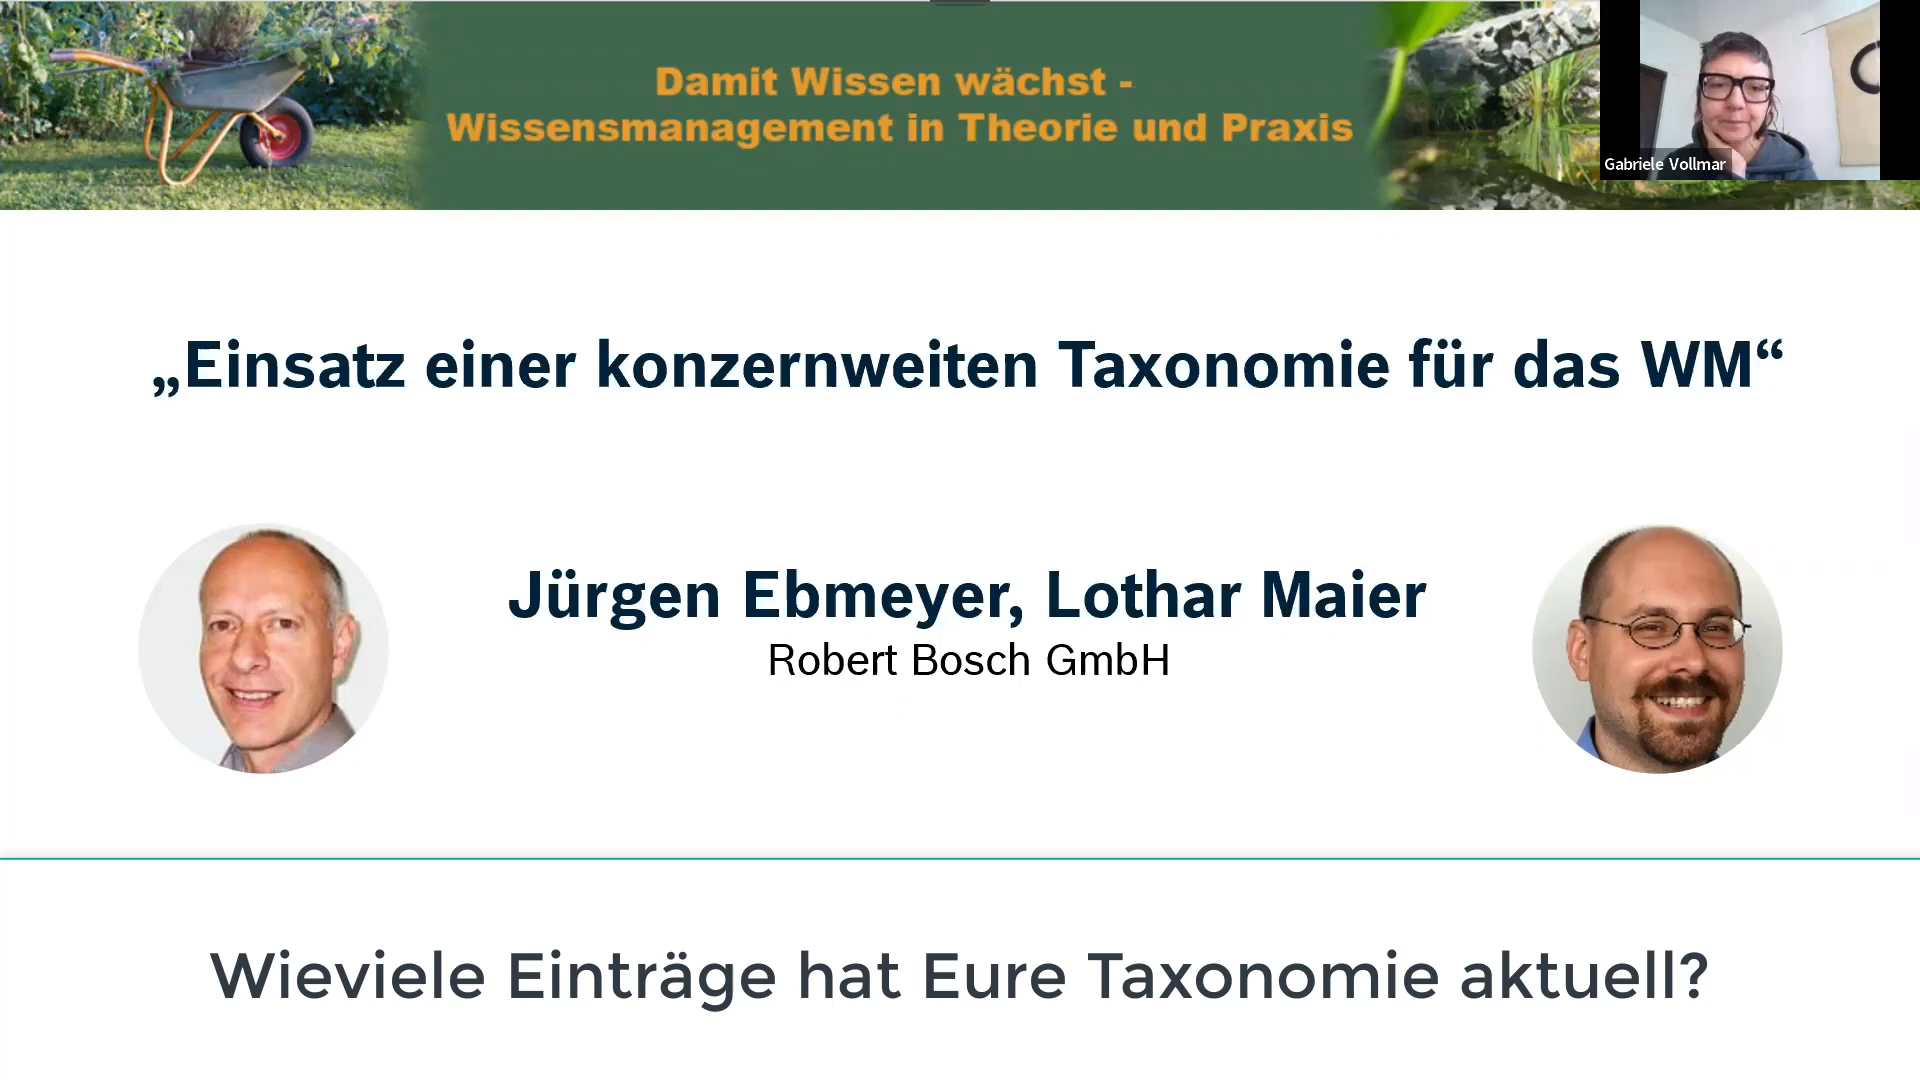 Damit Wissen wächst -
Wissensmanagement in Theorie und Praxis
Gabriele Vollmar
„Einsatz einer konzernweiten Taxonomie für das WM“
Jürgen Ebmeyer, Lothar Maier
Robert Bosch GmbH
Wieviele Einträge hat Eure Taxonomie aktuell?